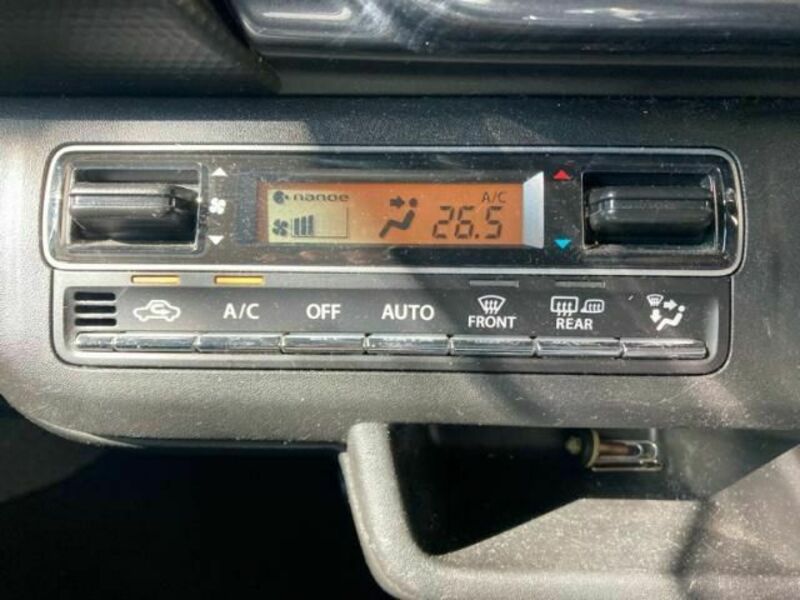 nanoe
A/C
26.5
A/C
OFF
AUTO
FRONT
REAR